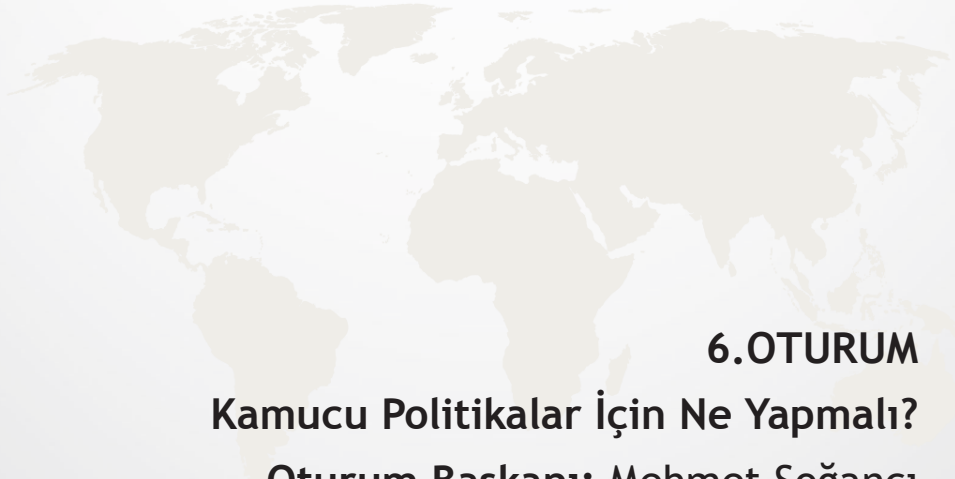 6.OTURUM
Kamucu Politikalar İçin Ne Yapmalı?
Oturum Başkanı: Mehmet Soğancı